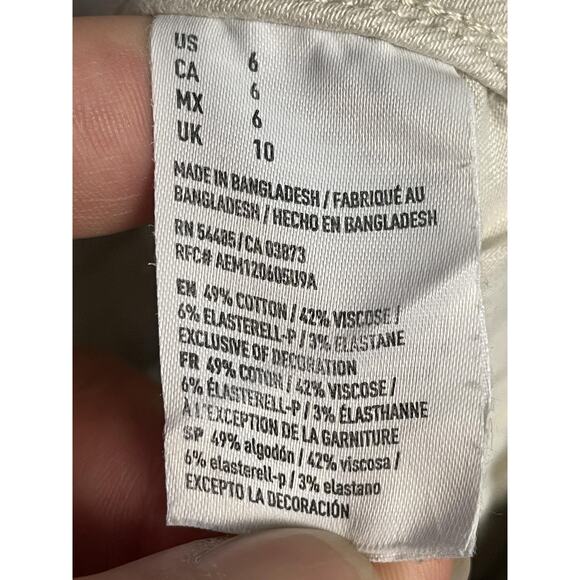 US 6
CA 6
MX 6
UK 10
MADE IN BANGLADESH / FABRIQUÉ AU
BANGLADESH / HECHO EN BANGLADESH
RN 54485 / CA 03873
RFC# AEM120605U9A
EN 49% COTTON / 42% VISCOSE /
6% ELASTERELL-P / 3% ELASTANE
EXCLUSIVE OF DECORATION
FR 49% COTON / 42% VISCOSE /
6% ÉLASTERELL-P / 3% ÉLASTHANNE
À L'EXCEPTION DE LA GARNITURE
SP 49% algodón / 42% viscosa /
6% elasterell-p / 3% elastano
EXCEPTO LA DECORACIÓN